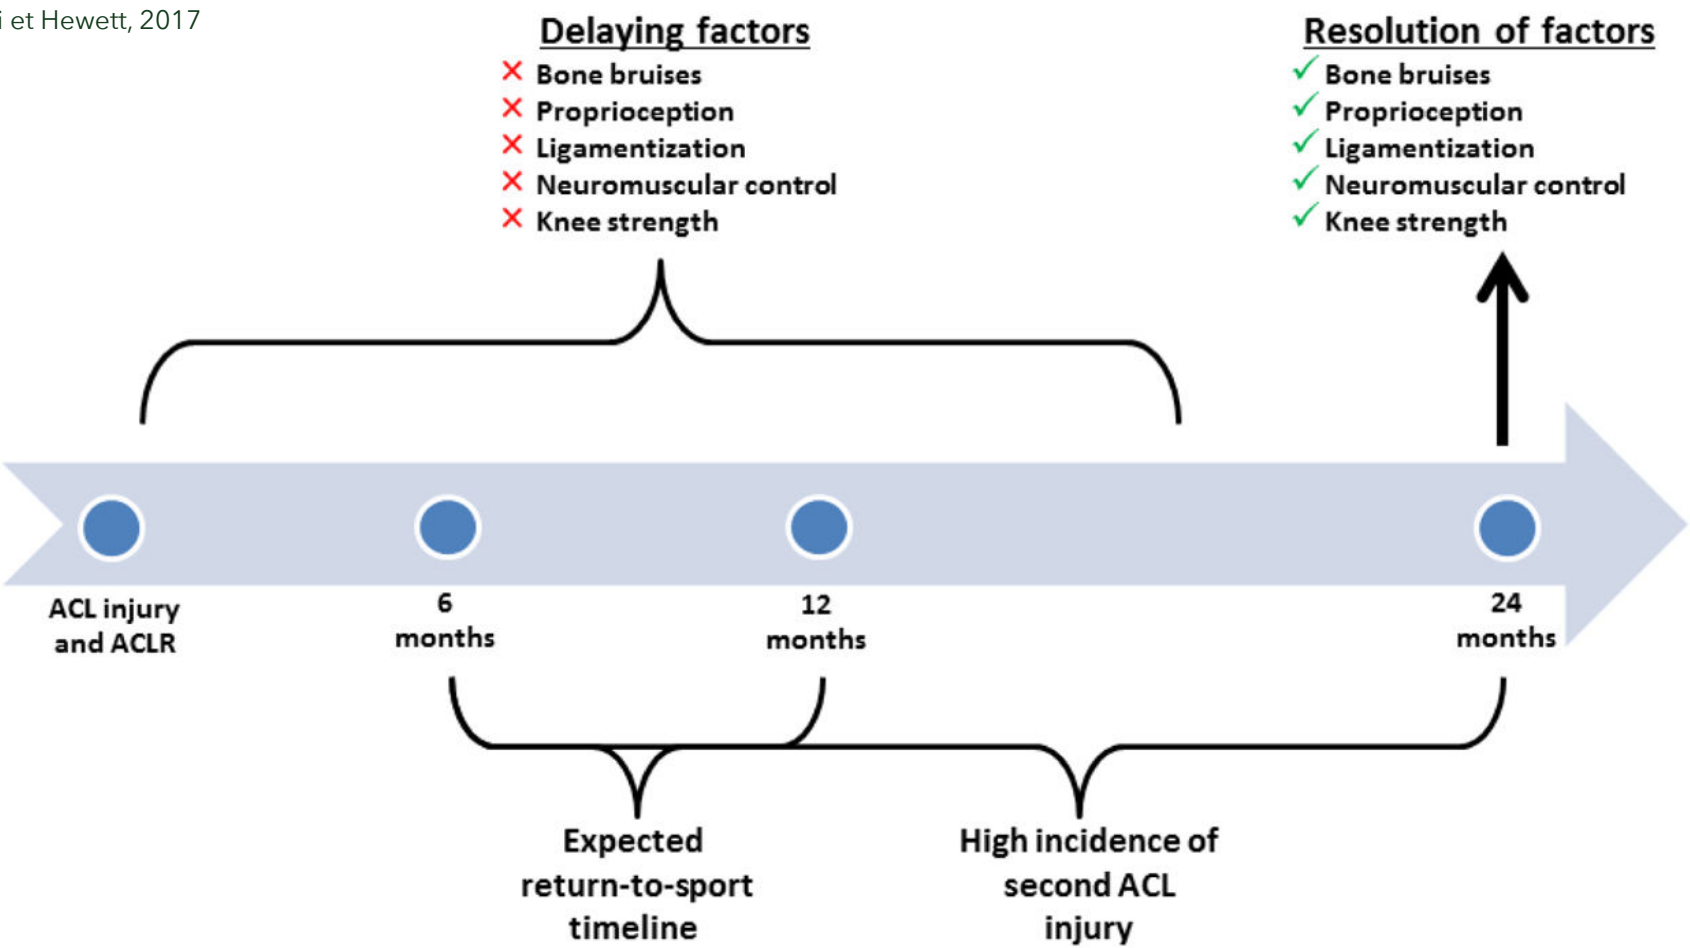 i et Hewett, 2017
Delaying factors
✕ Bone bruises
✕ Proprioception
✕ Ligamentization
✕ Neuromuscular control
✕ Knee strength
Resolution of factors
✓ Bone bruises
✓ Proprioception
✓ Ligamentization
✓ Neuromuscular control
✓ Knee strength
ACL injury
and ACLR
6
months
12
months
24
months
Expected
return-to-sport
timeline
High incidence of
second ACL
injury